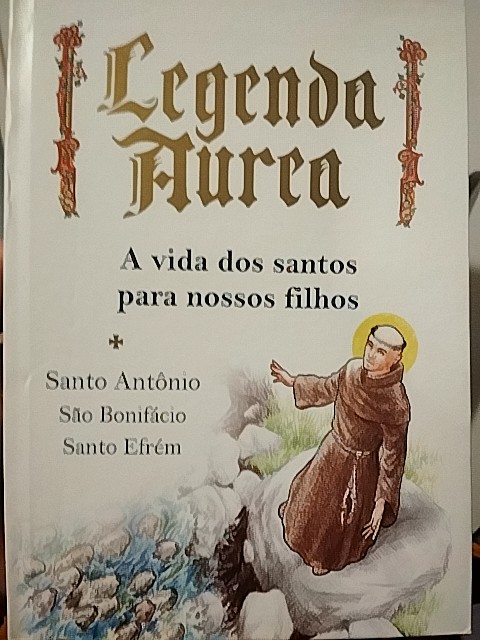 Legenda
Aurea
A vida dos santos
para nossos filhos
Santo Antônio
São Bonifácio
Santo Efrém